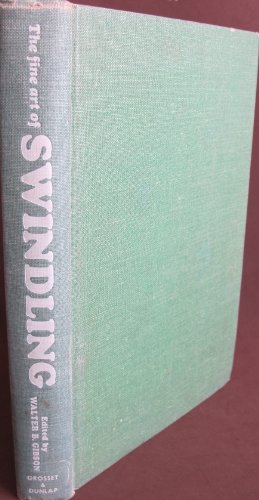 The fine art of
SWINDLING
Edited by
WALTER B. GIBSON
GROSSET
&
DUNLAP